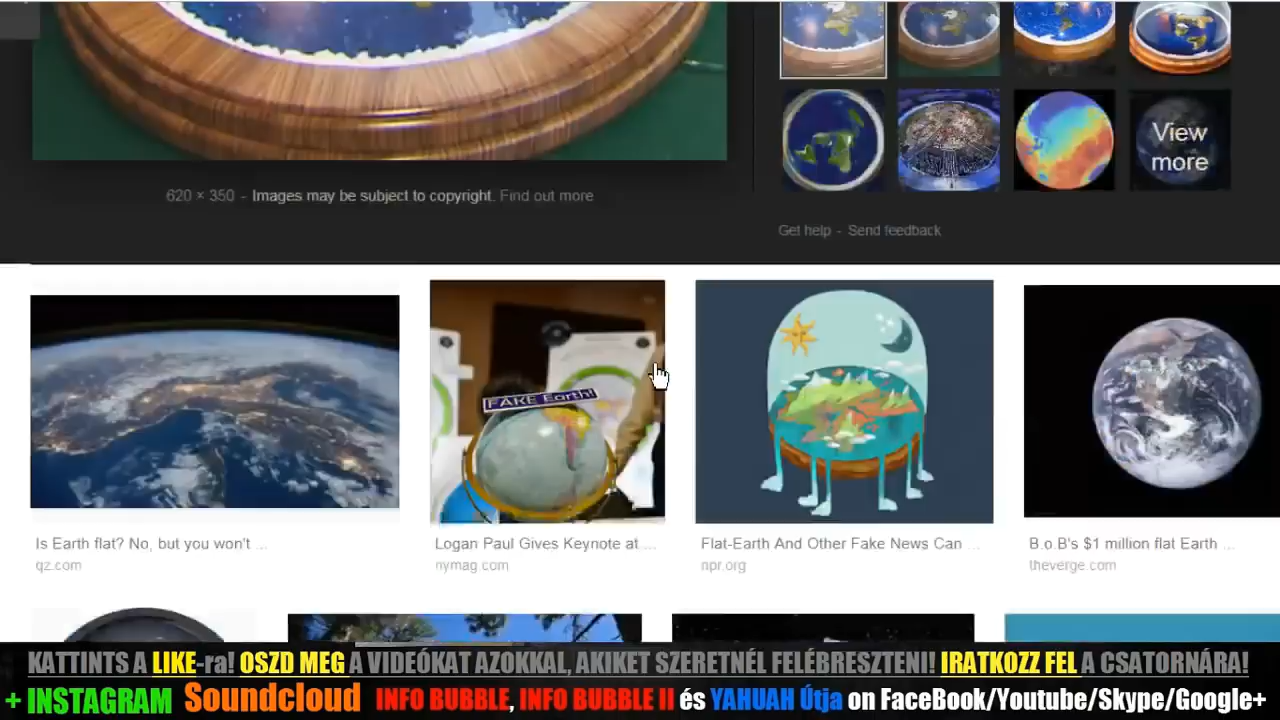 View
more
620 × 350 - Images may be subject to copyright. Find out more
Get help - Send feedback
FAKE Earth!
Is Earth flat? No, but you won't ...
qz.com
Logan Paul Gives Keynote at ...
nymag.com
Flat-Earth And Other Fake News Can ...
npr.org
B.o.B's $1 million flat Earth ...
theverge.com
KATTINTS A LIKE-ra! OSZD MEG A VIDEÓKAT AZOKKAL, AKIKET SZERETNÉL FELÉBRESZTENI! IRATKOZZ FEL A CSATORNÁRA!
+ INSTAGRAM Soundcloud INFO BUBBLE, INFO BUBBLE II és YAHUAH Útja on FaceBook/Youtube/Skype/Google+